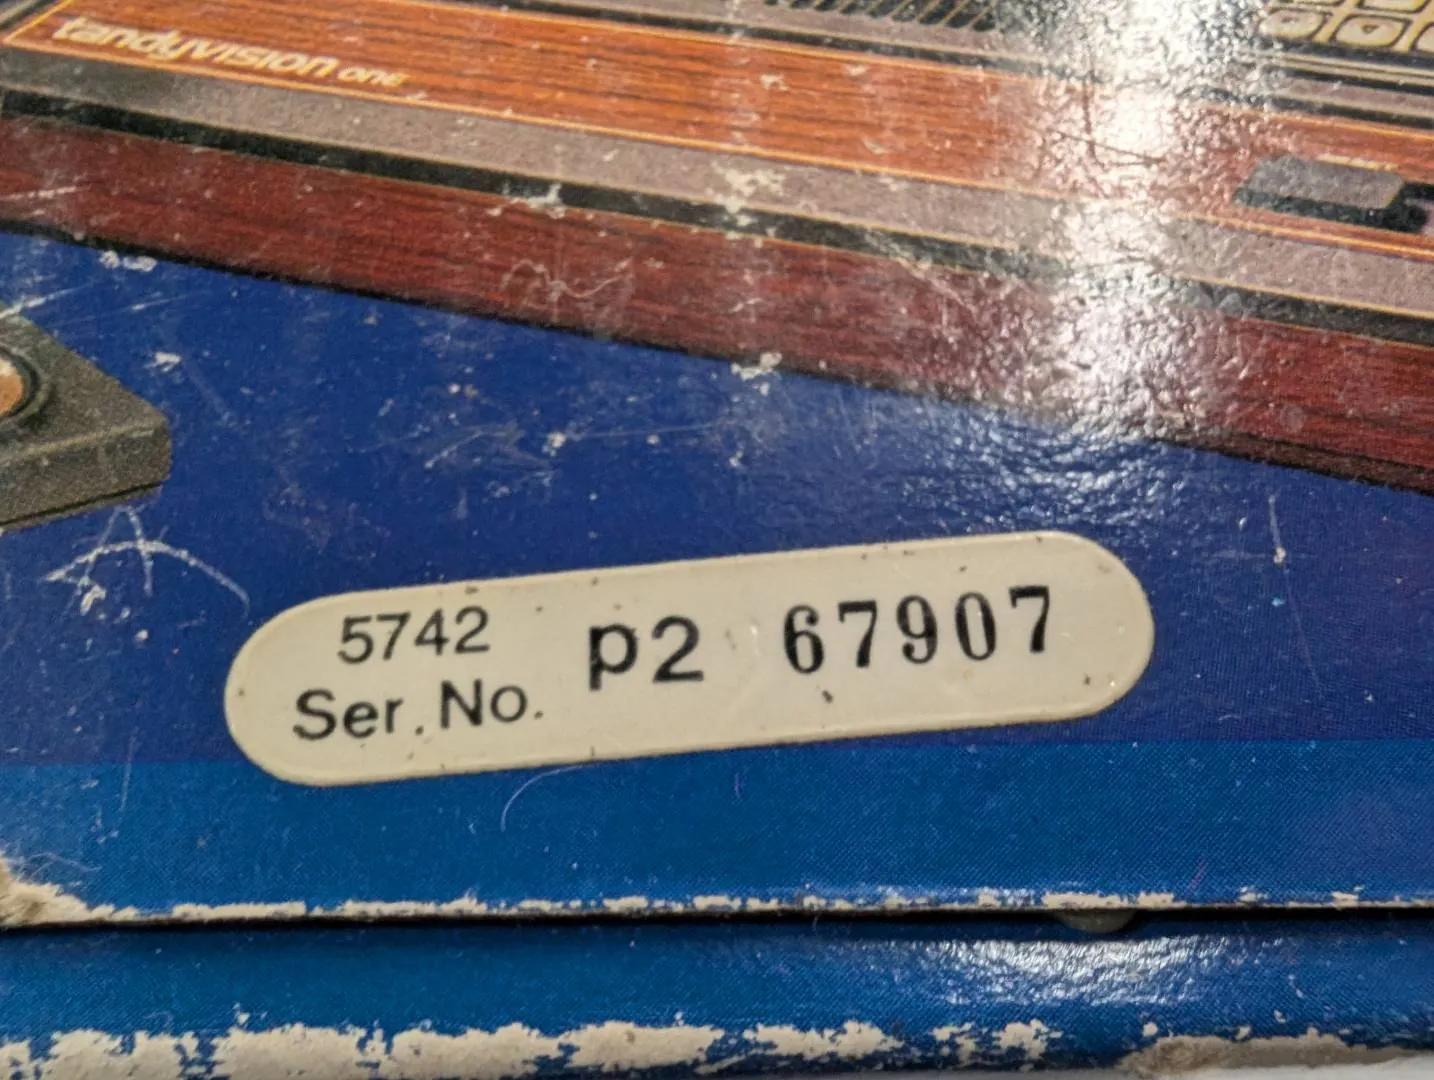 tandyvision one
5742
Ser. No. P2 67907